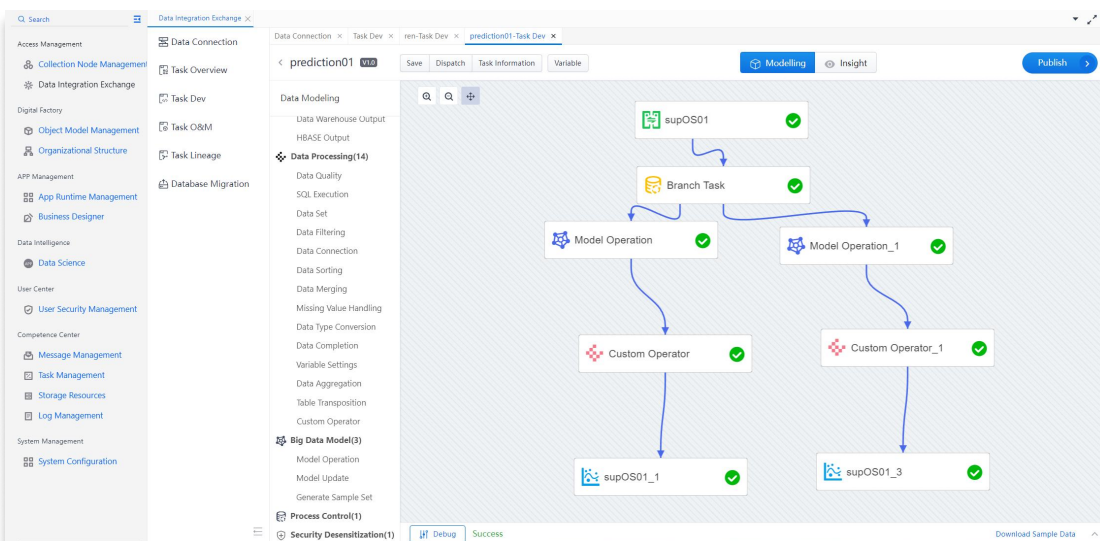 Search
Data Integration Exchange
Access Management
Collection Node Management
Data Integration Exchange
Digital Factory
Object Model Management
Organizational Structure
APP Management
App Runtime Management
Business Designer
Data Intelligence
Data Science
User Center
User Security Management
Competence Center
Message Management
Task Management
Storage Resources
Log Management
System Management
System Configuration
Data Connection
Task Overview
Task Dev
Task O&M
Task Lineage
Database Migration
Data Connection
Task Dev
ren-Task Dev
prediction01-Task Dev
prediction01 V1.0
Save
Dispatch
Task Information
Variable
Modelling
Insight
Publish
Data Modeling
Data Warehouse Output
HBASE Output
Data Processing(14)
Data Quality
SQL Execution
Data Set
Data Filtering
Data Connection
Data Sorting
Data Merging
Missing Value Handling
Data Type Conversion
Data Completion
Variable Settings
Data Aggregation
Table Transposition
Custom Operator
Big Data Model(3)
Model Operation
Model Update
Generate Sample Set
Process Control(1)
Security Desensitization(1)
supOS01
Branch Task
Model Operation
Model Operation_1
Custom Operator
Custom Operator_1
supOS01_1
supOS01_3
Debug
Success
Download Sample Data